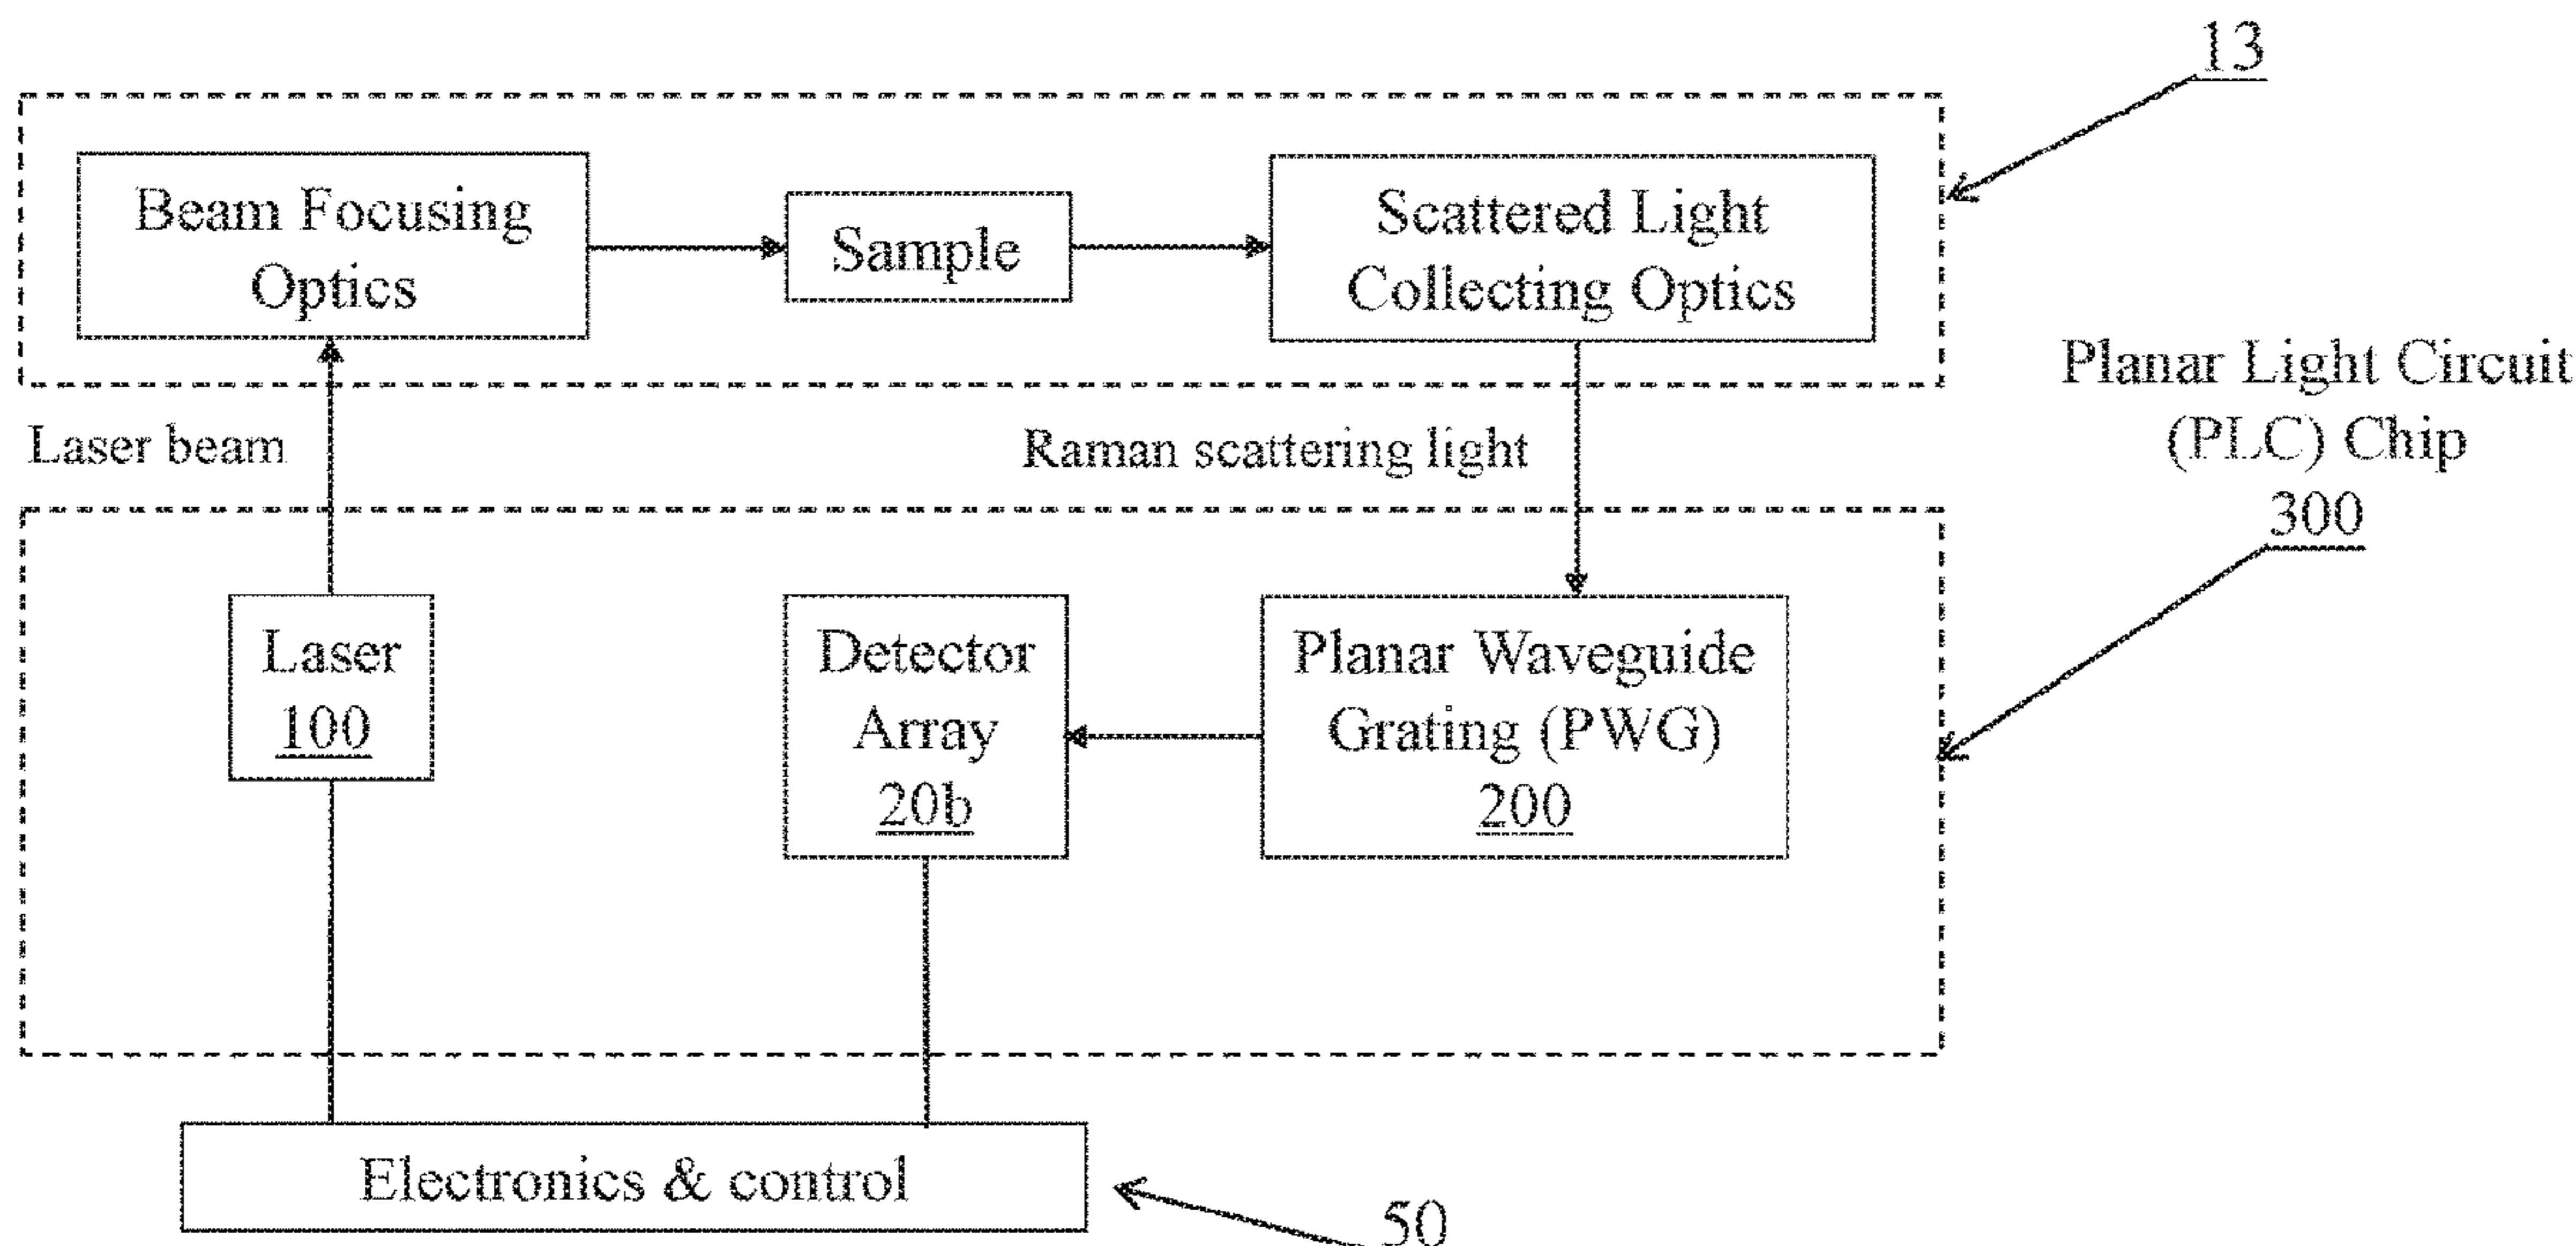 13
Beam Focusing
Optics
Sample
Scattered Light
Collecting Optics
Planar Light Circuit
(PLC) Chip
300
Laser beam
Raman scattering light
Laser
100
Detector
Array
20b
Planar Waveguide
Grating (PWG)
200
Electronics & control
50